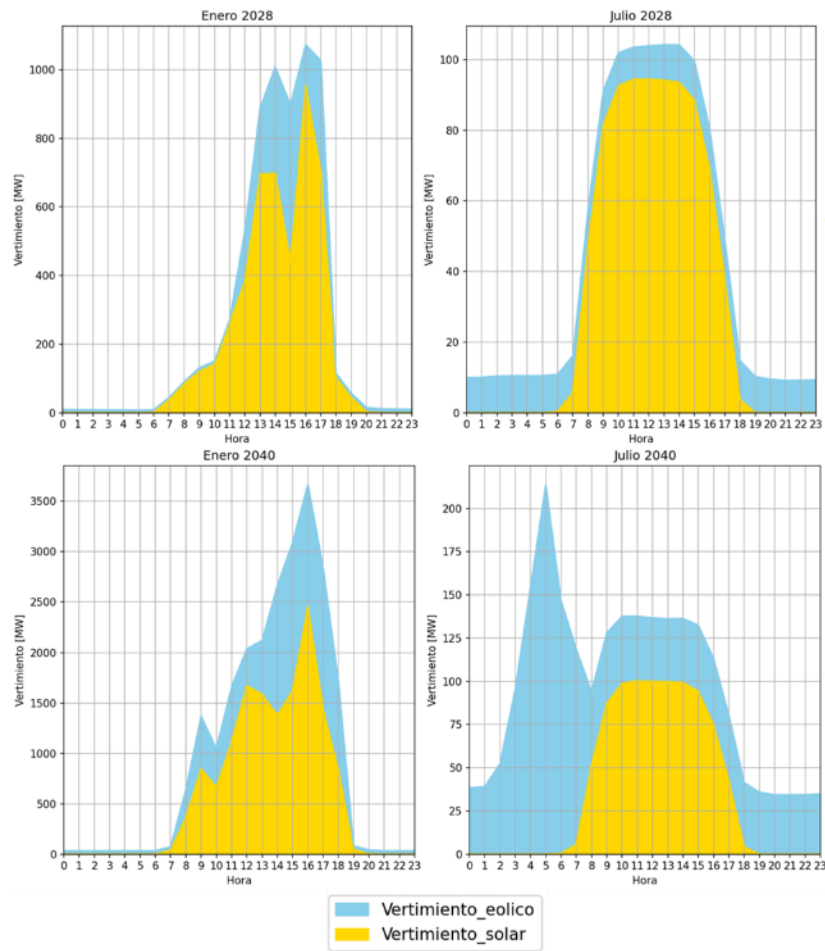 Enero 2028
Vertimiento [MW]
1000
800
600
400
200
0
0 1 2 3 4 5 6 7 8 9 10 11 12 13 14 15 16 17 18 19 20 21 22 23
Hora
Julio 2028
Vertimiento [MW]
100
80
60
40
20
0
0 1 2 3 4 5 6 7 8 9 10 11 12 13 14 15 16 17 18 19 20 21 22 23
Hora
Enero 2040
Vertimiento [MW]
3500
3000
2500
2000
1500
1000
500
0
0 1 2 3 4 5 6 7 8 9 10 11 12 13 14 15 16 17 18 19 20 21 22 23
Hora
Julio 2040
Vertimiento [MW]
200
175
150
125
100
75
50
25
0
0 1 2 3 4 5 6 7 8 9 10 11 12 13 14 15 16 17 18 19 20 21 22 23
Hora
Vertimiento_eolico
Vertimiento_solar